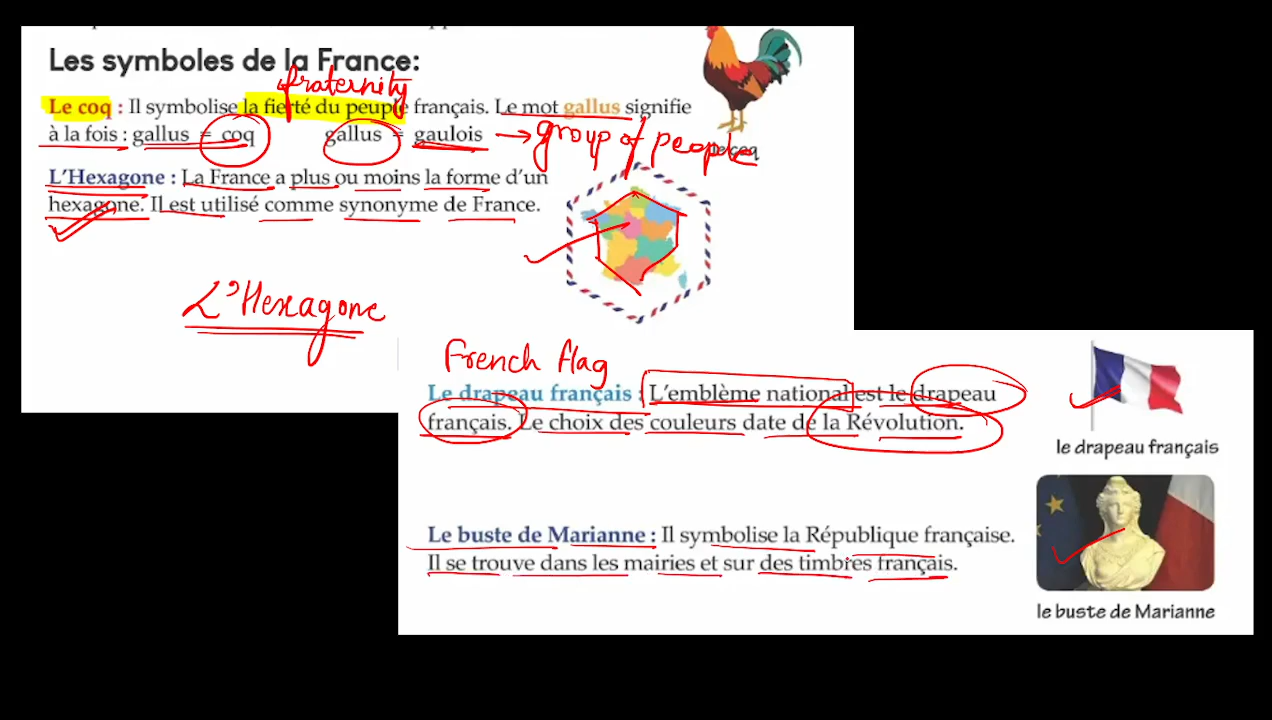 Les symboles de la France:
fraternity
Le coq : Il symbolise la fierté du peuple français. Le mot gallus signifie
à la fois : gallus = coq gallus = gaulois → group of people
L'Hexagone : La France a plus ou moins la forme d'un
hexagone. Il est utilisé comme synonyme de France.
L'Hexagone
French flag
Le drapeau français : L'emblème national est le drapeau
français. Le choix des couleurs date de la Révolution.
le drapeau français
Le buste de Marianne : Il symbolise la République française.
Il se trouve dans les mairies et sur des timbres français.
le buste de Marianne